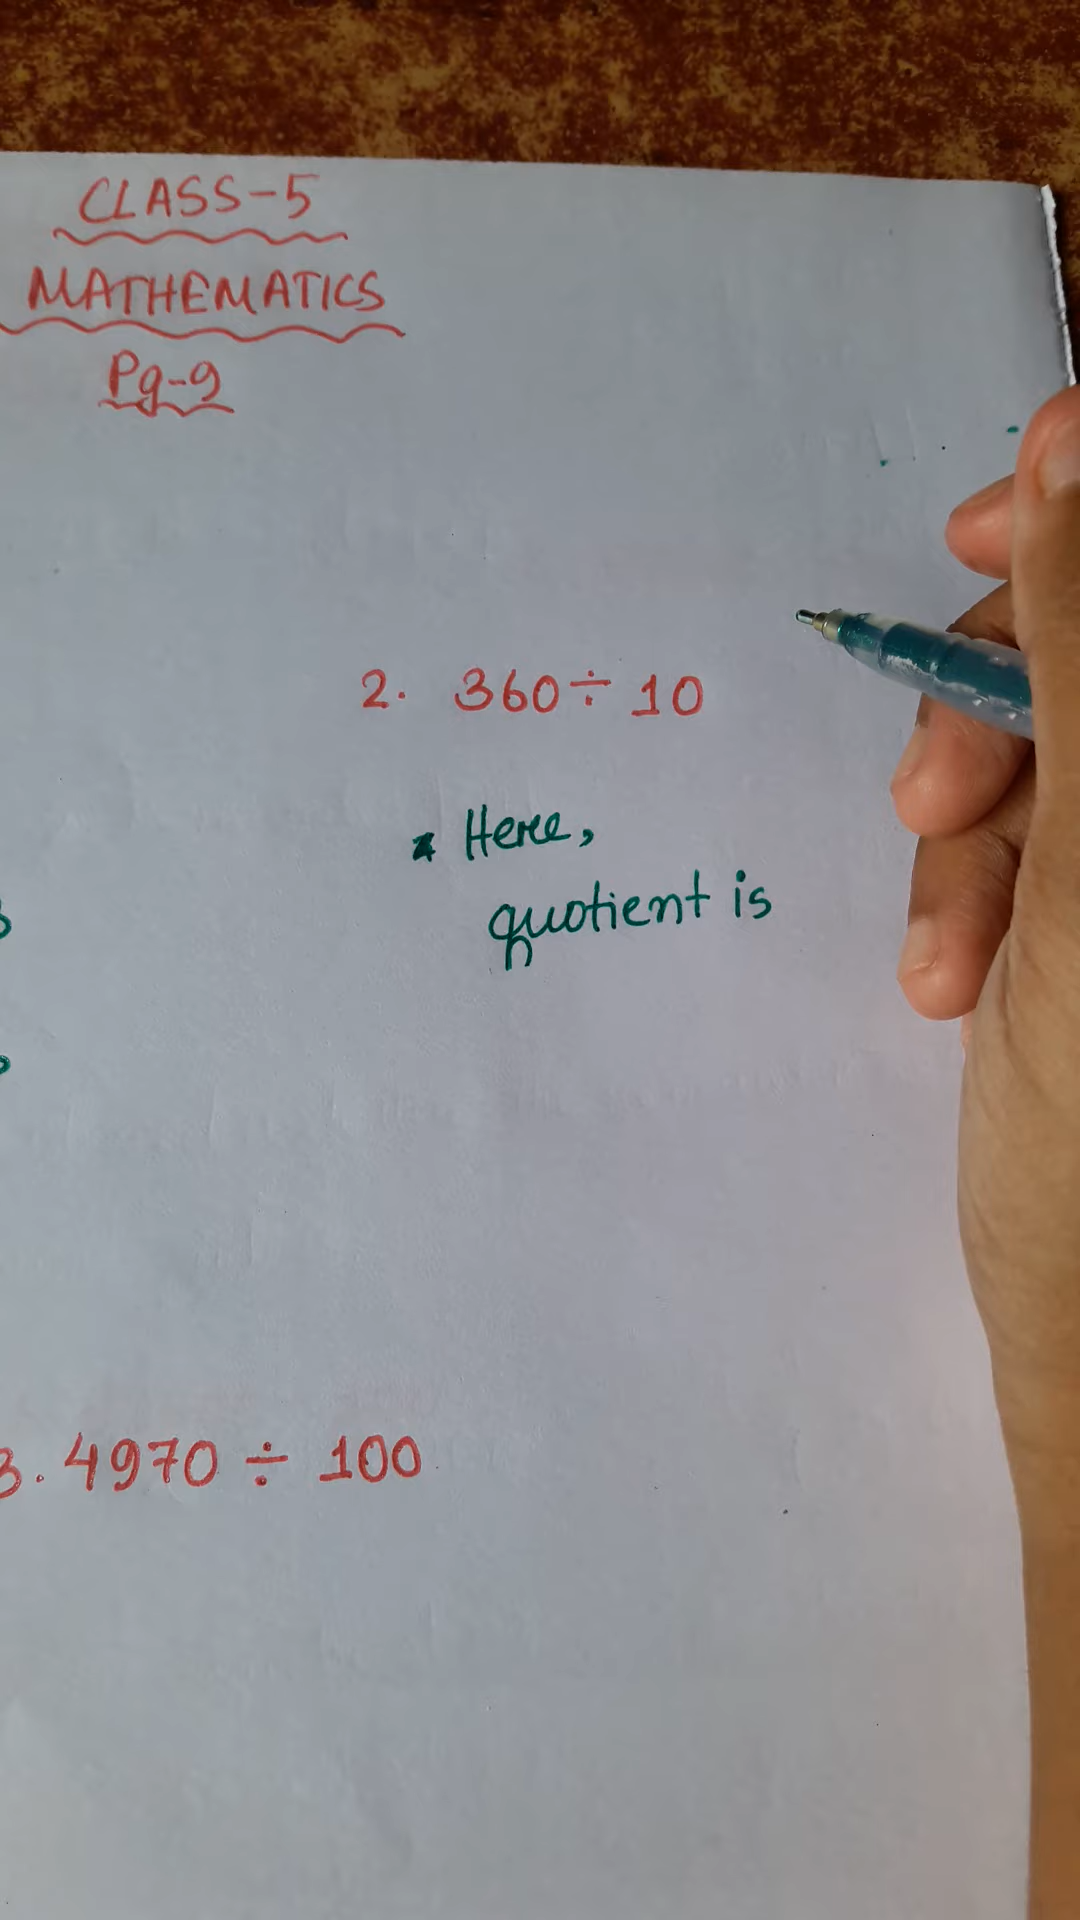 CLASS-5
MATHEMATICS
Pg-9
2. 360 ÷ 10
Here,
quotient is
3. 4970 ÷ 100